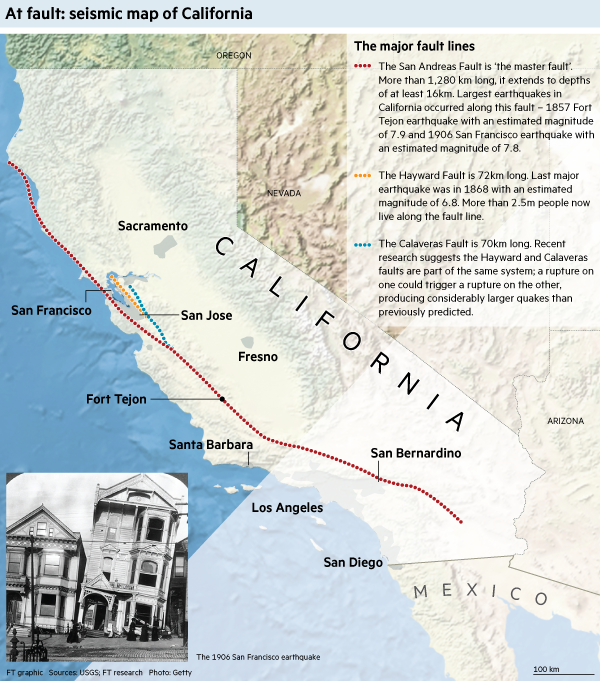 At fault: seismic map of California
OREGON
The major fault lines
The San Andreas Fault is ‘the master fault’.
More than 1,280 km long, it extends to depths
of at least 16km. Largest earthquakes in
California occurred along this fault – 1857 Fort
Tejon earthquake with an estimated magnitude
of 7.9 and 1906 San Francisco earthquake with
an estimated magnitude of 7.8.
The Hayward Fault is 72km long. Last major
earthquake was in 1868 with an estimated
magnitude of 6.8. More than 2.5m people now
live along the fault line.
The Calaveras Fault is 70km long. Recent
research suggests the Hayward and Calaveras
faults are part of the same system; a rupture on
one could trigger a rupture on the other,
producing considerably larger quakes than
previously predicted.
NEVADA
Sacramento
CALIFORNIA
San Francisco
San Jose
Fresno
Fort Tejon
ARIZONA
Santa Barbara
San Bernardino
Los Angeles
San Diego
MEXICO
The 1906 San Francisco earthquake
FT graphic Sources: USGS; FT research Photo: Getty
100 km